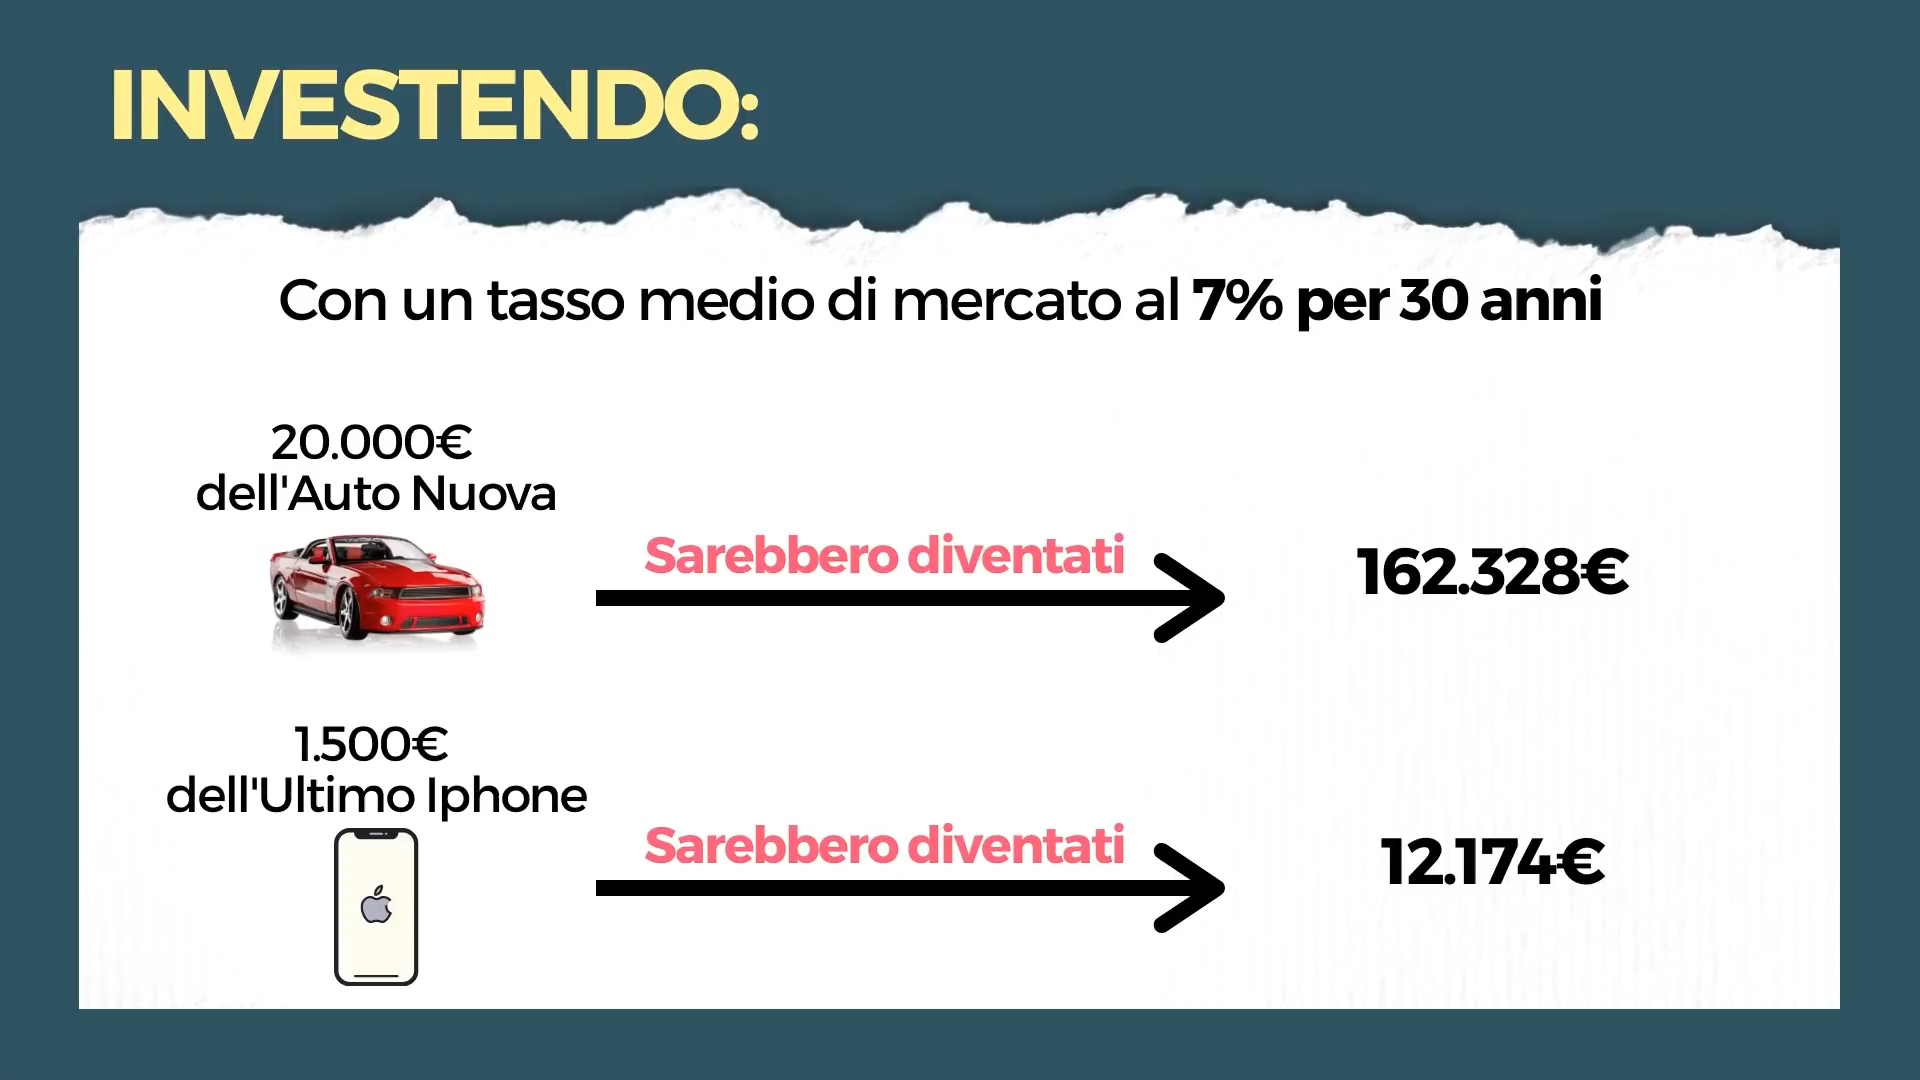 INVESTENDO:
Con un tasso medio di mercato al 7% per 30 anni
20.000€
dell'Auto Nuova
Sarebbero diventati
162.328€
1.500€
dell'Ultimo Iphone
Sarebbero diventati
12.174€